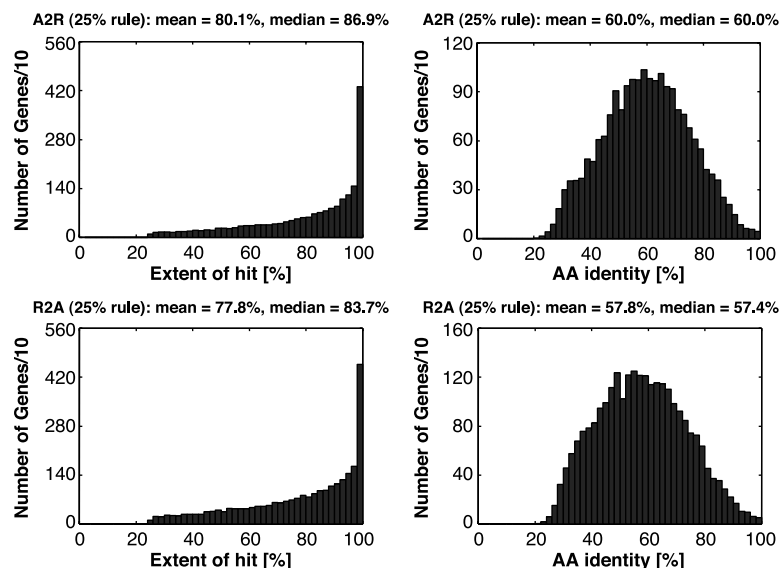 A2R (25% rule): mean = 80.1%, median = 86.9%
560
420
280
140
0
Number of Genes/10
0 20 40 60 80 100
Extent of hit [%]
A2R (25% rule): mean = 60.0%, median = 60.0%
120
90
60
30
0
Number of Genes/10
0 20 40 60 80 100
AA identity [%]
R2A (25% rule): mean = 77.8%, median = 83.7%
560
420
280
140
0
Number of Genes/10
0 20 40 60 80 100
Extent of hit [%]
R2A (25% rule): mean = 57.8%, median = 57.4%
160
120
80
40
0
Number of Genes/10
0 20 40 60 80 100
AA identity [%]